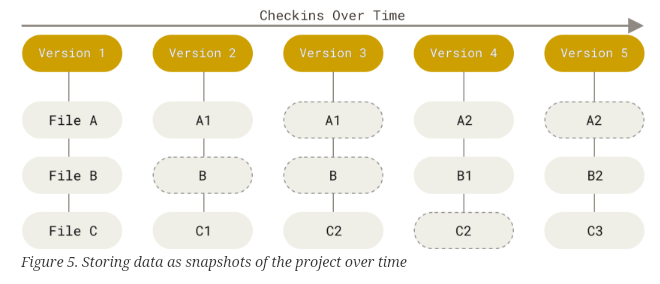 Checkins Over Time
Version 1 Version 2 Version 3 Version 4 Version 5
File A A1 A1 A2 A2
File B B B B1 B2
File C C1 C2 C2 C3
Figure 5. Storing data as snapshots of the project over time